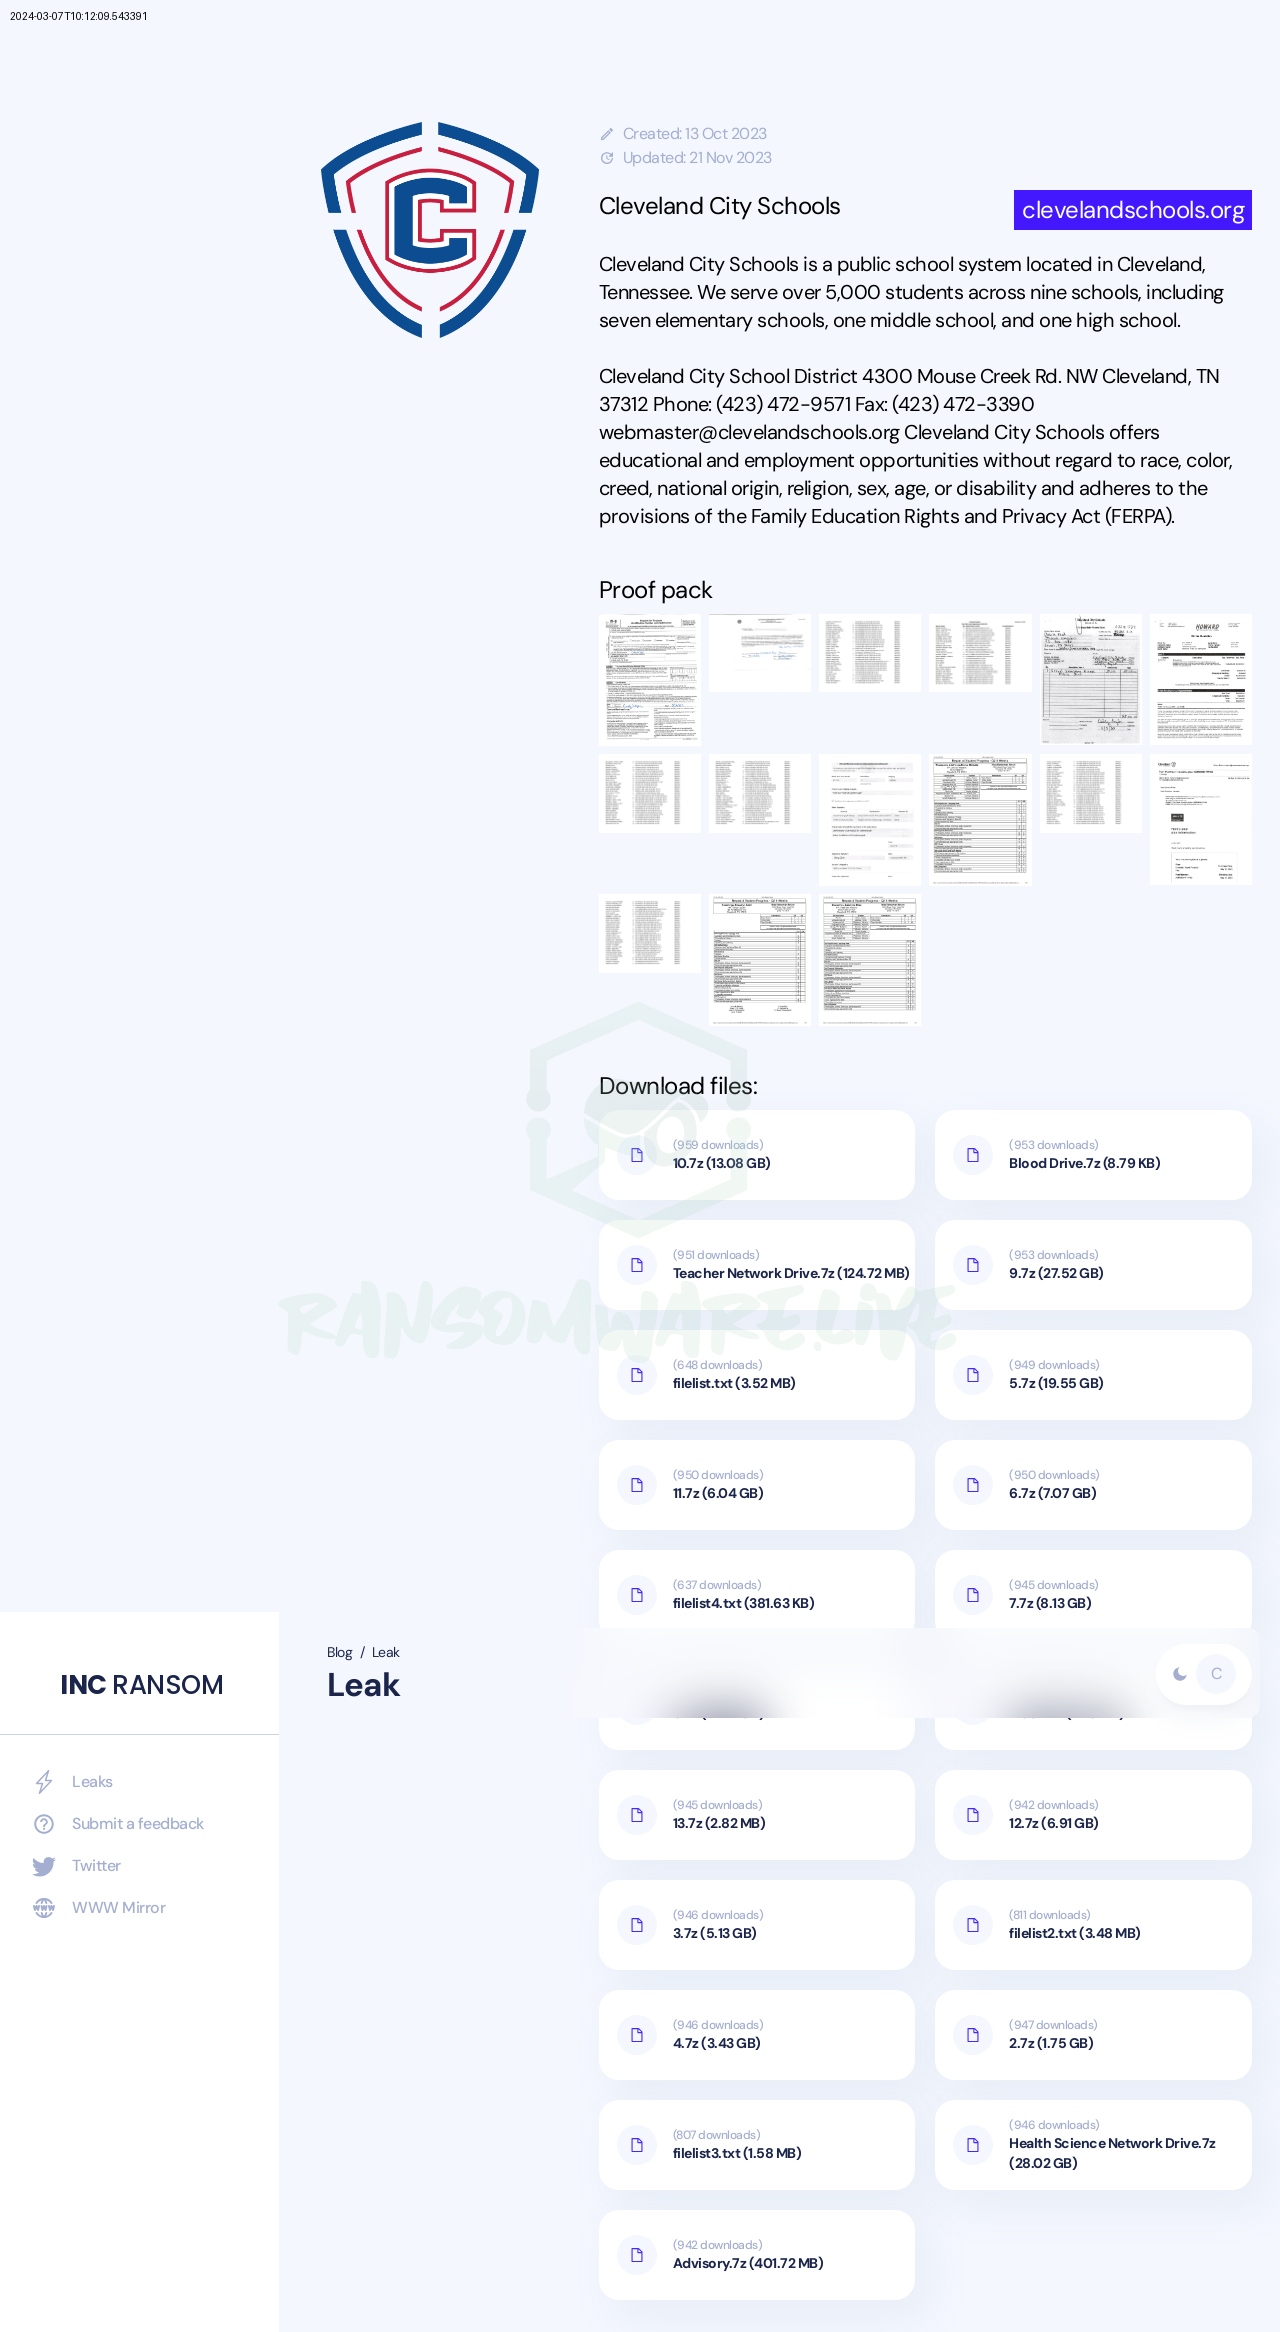 2024-03-07T10:12:09.543391
Created: 13 Oct 2023
Updated: 21 Nov 2023
Cleveland City Schools
clevelandschools.org
Cleveland City Schools is a public school system located in Cleveland,
Tennessee. We serve over 5,000 students across nine schools, including
seven elementary schools, one middle school, and one high school.
Cleveland City School District 4300 Mouse Creek Rd. NW Cleveland, TN
37312 Phone: (423) 472-9571 Fax: (423) 472-3390
webmaster@clevelandschools.org Cleveland City Schools offers
educational and employment opportunities without regard to race, color,
creed, national origin, religion, sex, age, or disability and adheres to the
provisions of the Family Education Rights and Privacy Act (FERPA).
Proof pack
HOWARD
Download files:
(959 downloads)
10.7z (13.08 GB)
(953 downloads)
Blood Drive.7z (8.79 KB)
(951 downloads)
Teacher Network Drive.7z (124.72 MB)
(953 downloads)
9.7z (27.52 GB)
RANSOMWARE.LIVE
(648 downloads)
filelist.txt (3.52 MB)
(949 downloads)
5.7z (19.55 GB)
(950 downloads)
11.7z (6.04 GB)
(950 downloads)
6.7z (7.07 GB)
(637 downloads)
filelist4.txt (381.63 KB)
(945 downloads)
7.7z (8.13 GB)
INC RANSOM
Blog / Leak
Leak
C
Leaks
Submit a feedback
Twitter
WWW Mirror
(945 downloads)
13.7z (2.82 MB)
(942 downloads)
12.7z (6.91 GB)
(946 downloads)
3.7z (5.13 GB)
(811 downloads)
filelist2.txt (3.48 MB)
(946 downloads)
4.7z (3.43 GB)
(947 downloads)
2.7z (1.75 GB)
(807 downloads)
filelist3.txt (1.58 MB)
(946 downloads)
Health Science Network Drive.7z
(28.02 GB)
(942 downloads)
Advisory.7z (401.72 MB)